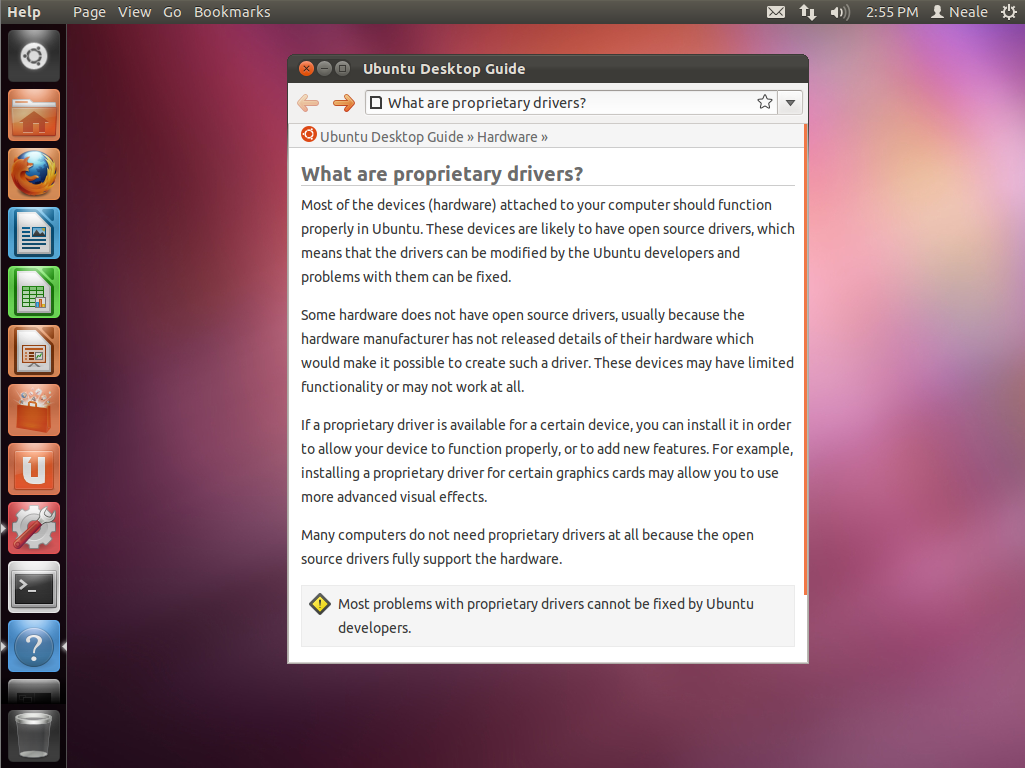 Help Page View Go Bookmarks 2:55 PM Neale
Ubuntu Desktop Guide
What are proprietary drivers?
Ubuntu Desktop Guide » Hardware »
What are proprietary drivers?
Most of the devices (hardware) attached to your computer should function
properly in Ubuntu. These devices are likely to have open source drivers, which
means that the drivers can be modified by the Ubuntu developers and
problems with them can be fixed.
Some hardware does not have open source drivers, usually because the
hardware manufacturer has not released details of their hardware which
would make it possible to create such a driver. These devices may have limited
functionality or may not work at all.
If a proprietary driver is available for a certain device, you can install it in order
to allow your device to function properly, or to add new features. For example,
installing a proprietary driver for certain graphics cards may allow you to use
more advanced visual effects.
Many computers do not need proprietary drivers at all because the open
source drivers fully support the hardware.
Most problems with proprietary drivers cannot be fixed by Ubuntu
developers.